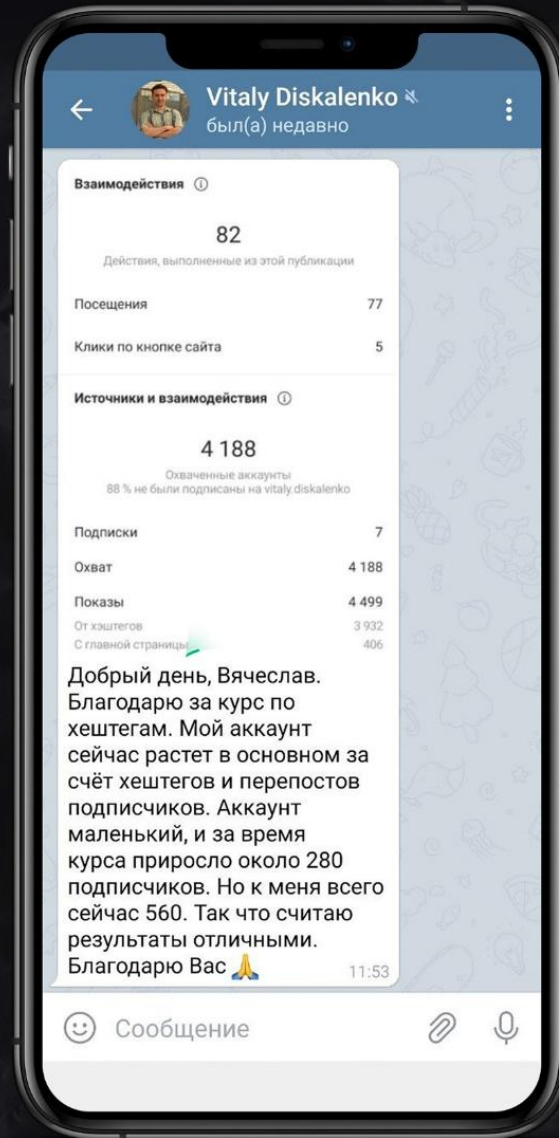 Vitaly Diskalenko
был(а) недавно
Взаимодействия
82
Действия, выполненные из этой публикации
Посещения 77
Клики по кнопке сайта 5
Источники и взаимодействия
4 188
Охваченные аккаунты
88 % не были подписаны на vitaly.diskalenko
Подписки 7
Охват 4 188
Показы 4 499
От хэштегов 3 932
С главной страницы 406
Добрый день, Вячеслав.
Благодарю за курс по
хештегам. Мой аккаунт
сейчас растет в основном за
счёт хештегов и перепостов
подписчиков. Аккаунт
маленький, и за время
курса приросло около 280
подписчиков. Но к меня всего
сейчас 560. Так что считаю
результаты отличными.
Благодарю Вас 🙏 11:53
Сообщение